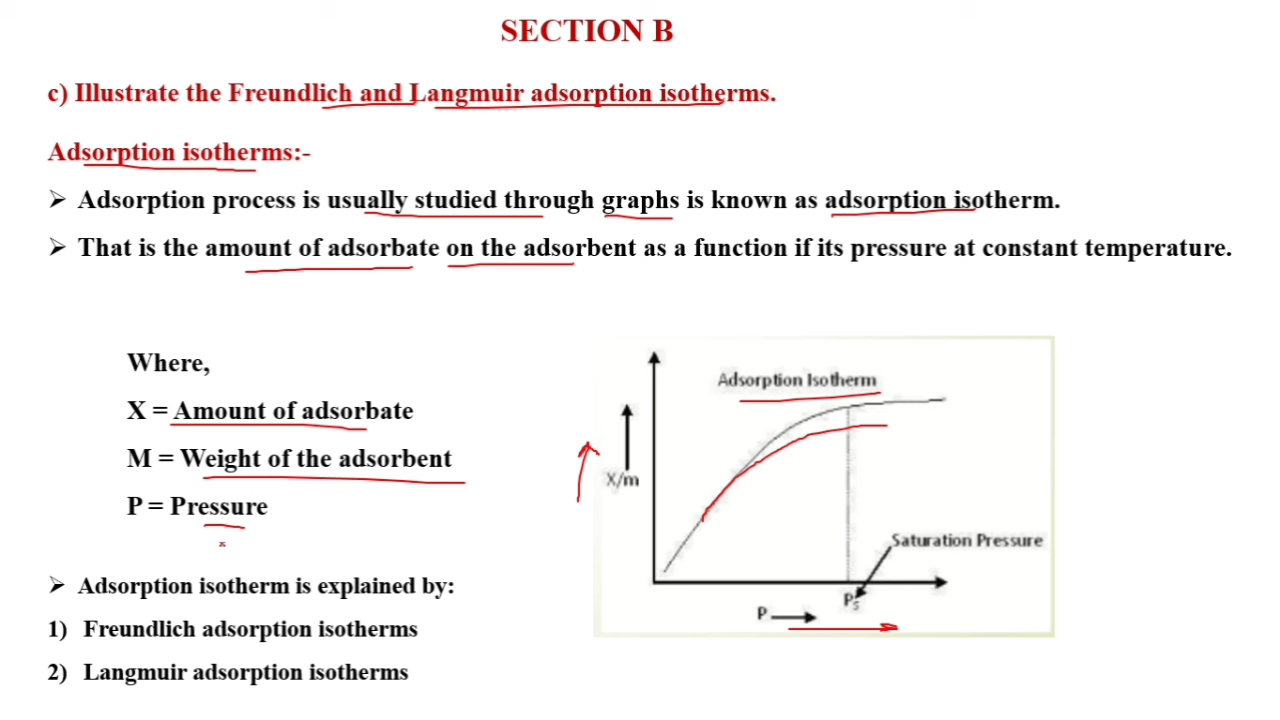 SECTION B
c) Illustrate the Freundlich and Langmuir adsorption isotherms.
Adsorption isotherms:-
➢ Adsorption process is usually studied through graphs is known as adsorption isotherm.
➢ That is the amount of adsorbate on the adsorbent as a function if its pressure at constant temperature.
Where,
X = Amount of adsorbate
M = Weight of the adsorbent
P = Pressure
➢ Adsorption isotherm is explained by:
1) Freundlich adsorption isotherms
2) Langmuir adsorption isotherms
Adsorption Isotherm
X/m
Saturation Pressure
Ps
P